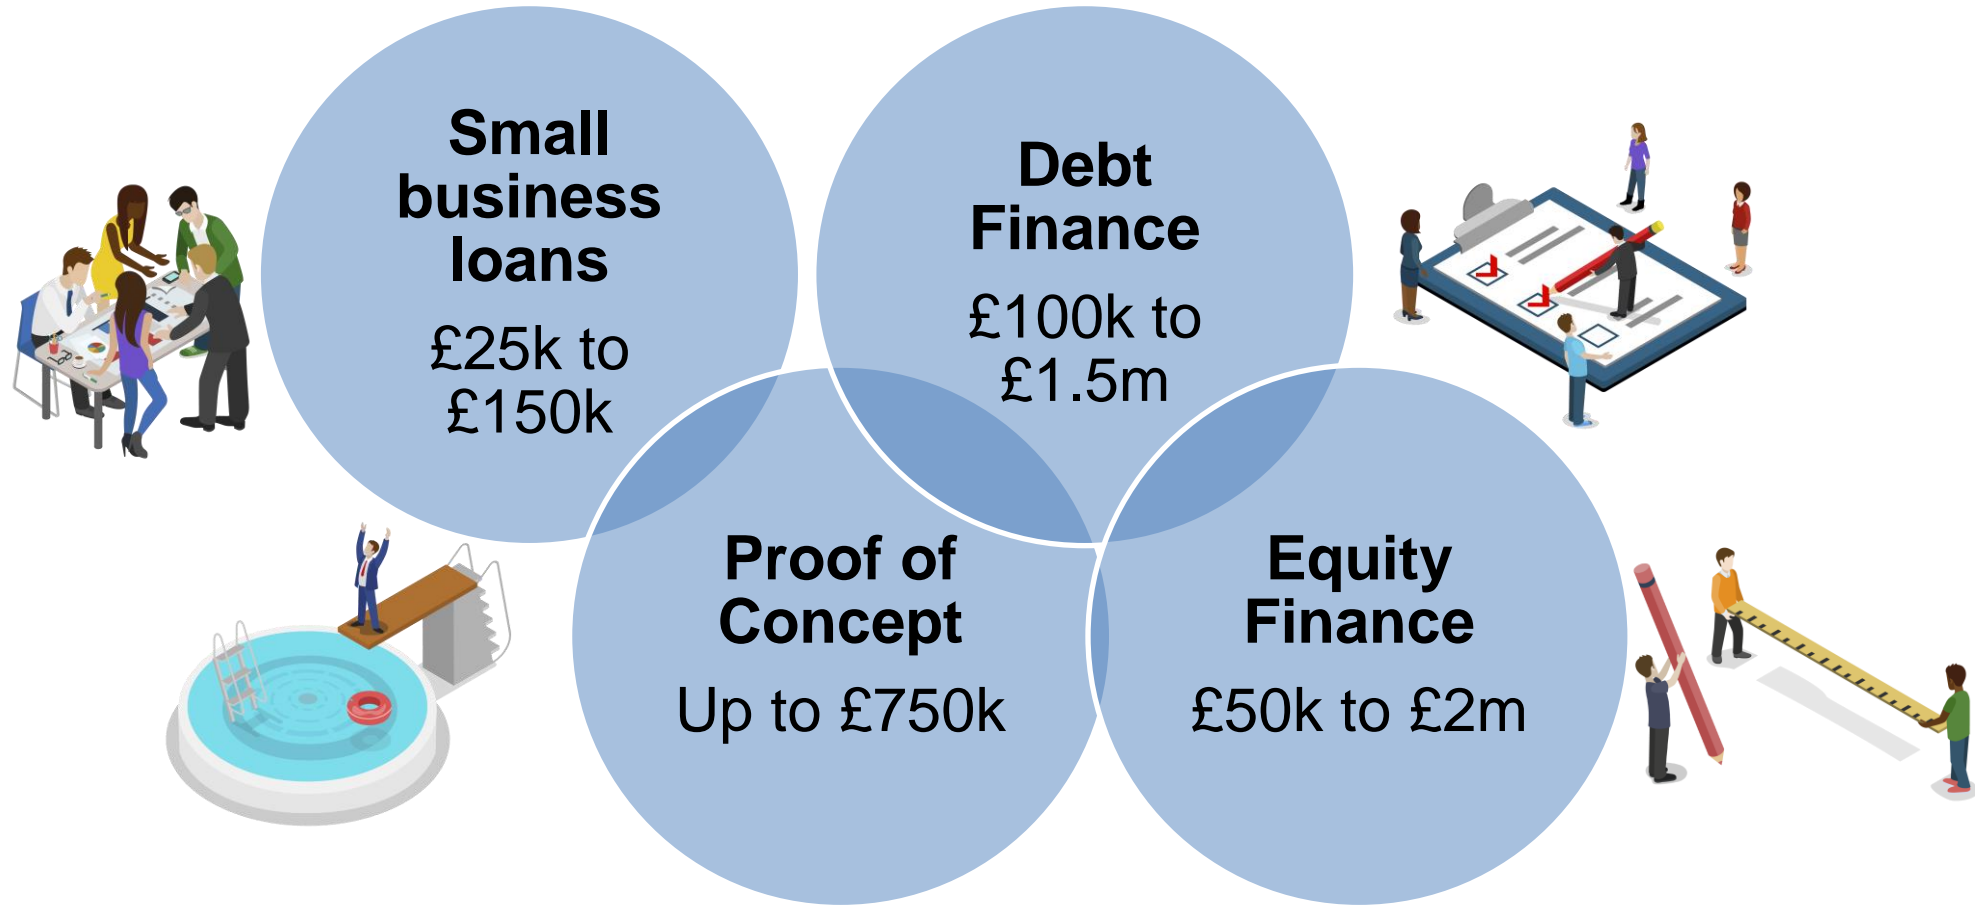 Small
business
loans
£25k to
£150k
Debt
Finance
£100k to
£1.5m
Proof of
Concept
Up to £750k
Equity
Finance
£50k to £2m